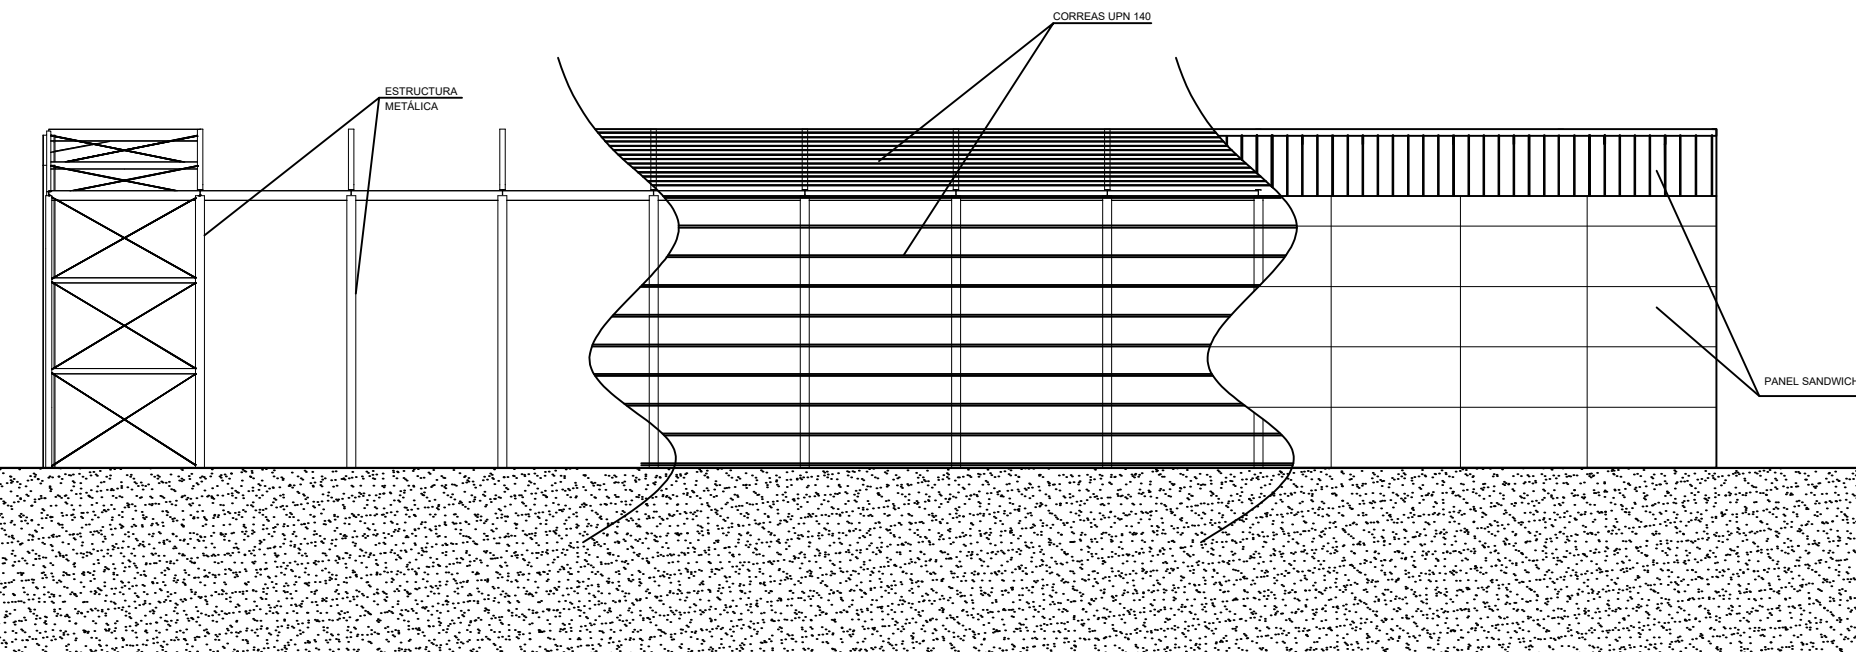 CORREAS UPN 140
ESTRUCTURA
METÁLICA
PANEL SANDWICH